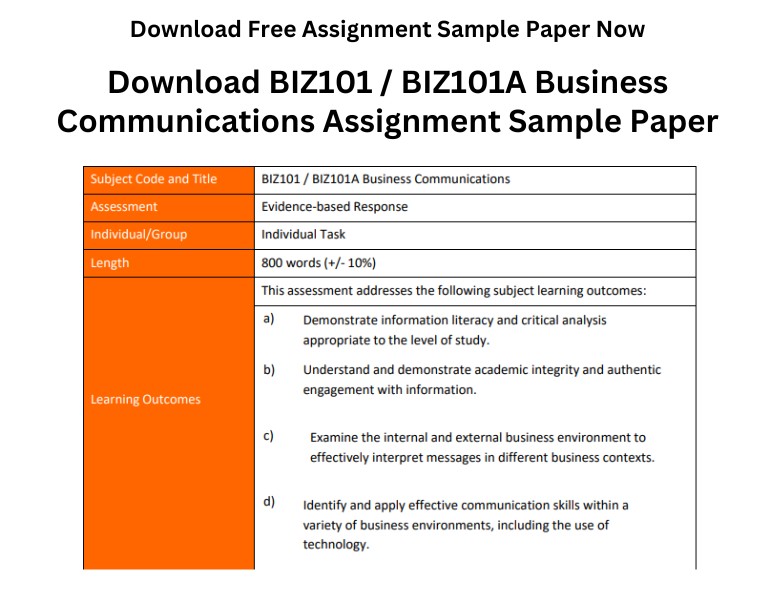 Download Free Assignment Sample Paper Now
Download BIZ101 / BIZ101A Business
Communications Assignment Sample Paper
Subject Code and Title
BIZ101 / BIZ101A Business Communications
Assessment
Evidence-based Response
Individual/Group
Individual Task
Length
800 words (+/- 10%)
Learning Outcomes
This assessment addresses the following subject learning outcomes:
a) Demonstrate information literacy and critical analysis
appropriate to the level of study.
b) Understand and demonstrate academic integrity and authentic
engagement with information.
c) Examine the internal and external business environment to
effectively interpret messages in different business contexts.
d) Identify and apply effective communication skills within a
variety of business environments, including the use of
technology.